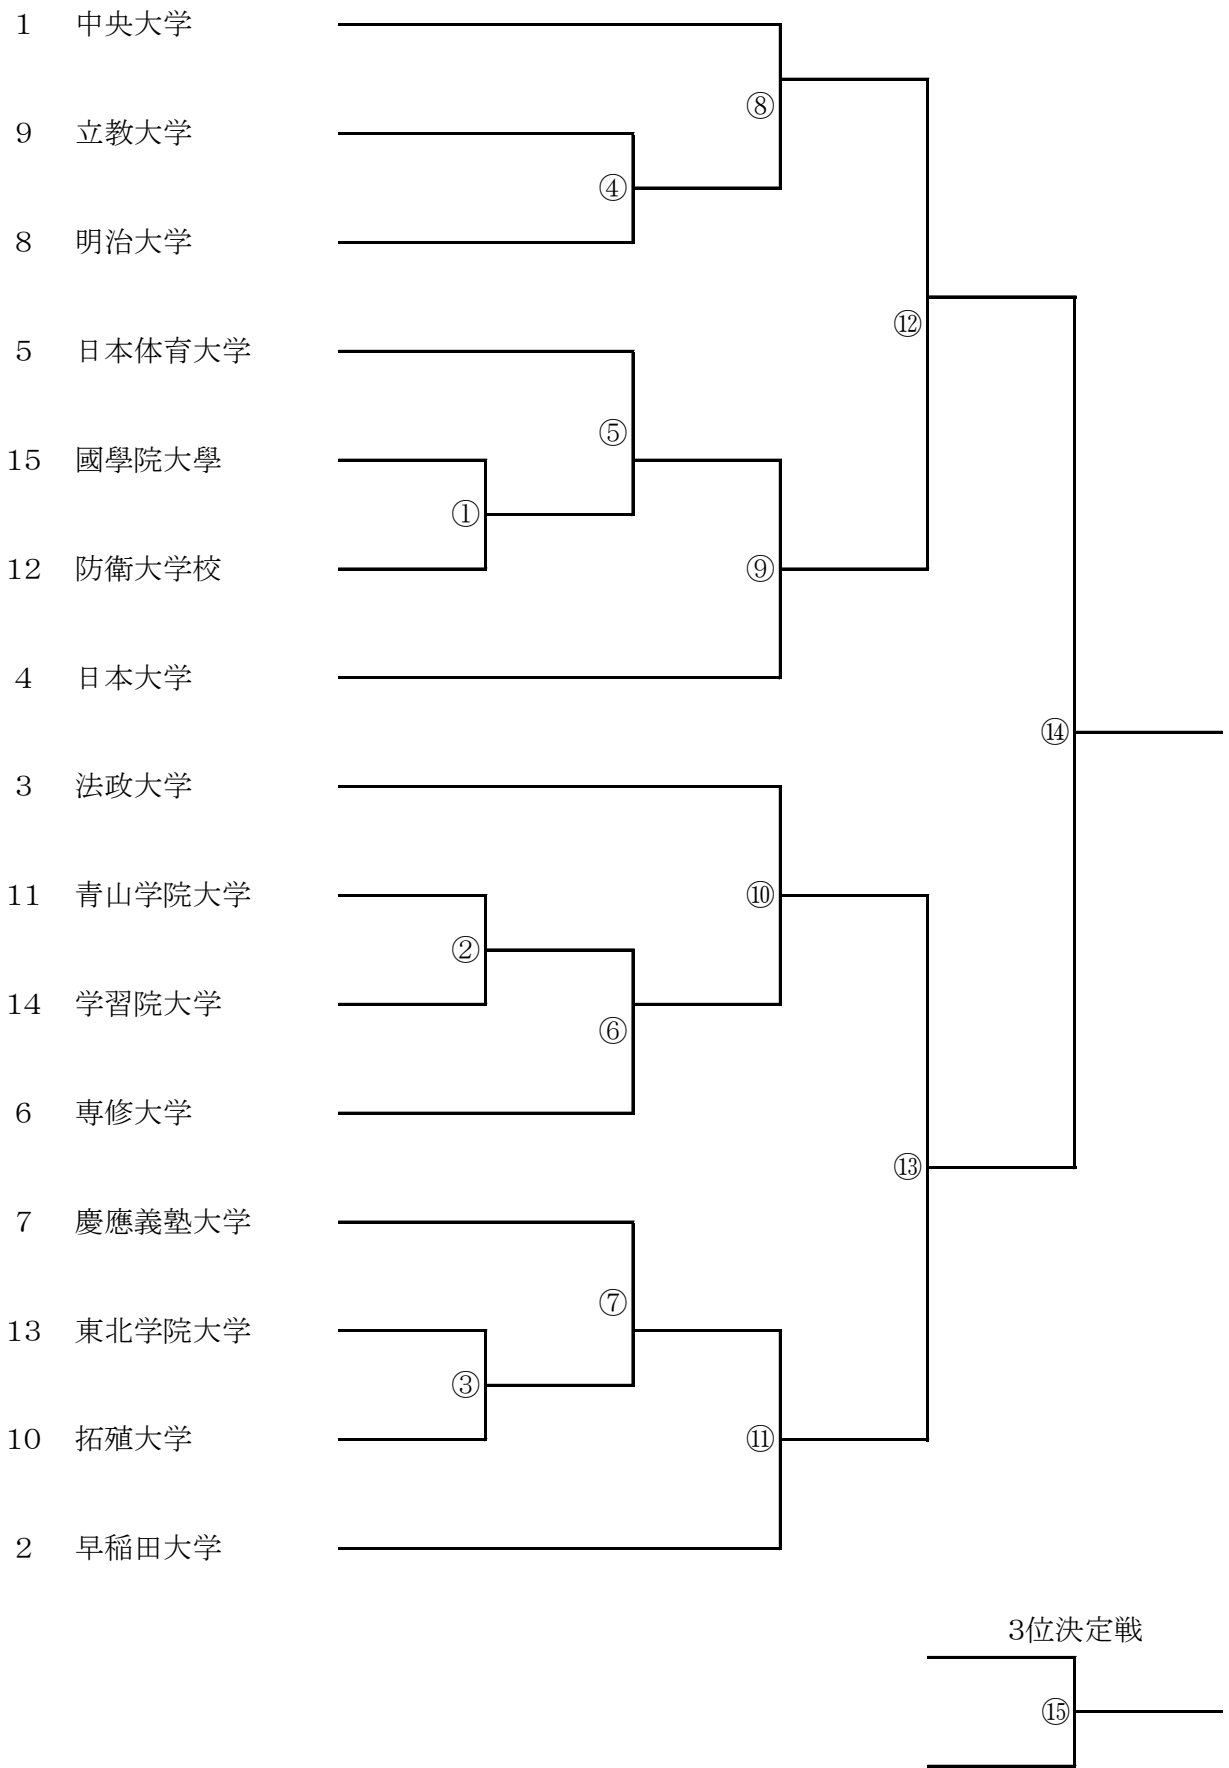 1 中央大学
⑧
9 立教大学
④
8 明治大学
⑫
5 日本体育大学
⑤
15 國學院大學
①
12 防衛大学校
⑨
4 日本大学
⑭
3 法政大学
11 青山学院大学
⑩
②
14 学習院大学
⑥
6 専修大学
⑬
7 慶應義塾大学
⑦
13 東北学院大学
③
10 拓殖大学
⑪
2 早稲田大学
3位決定戦
⑮